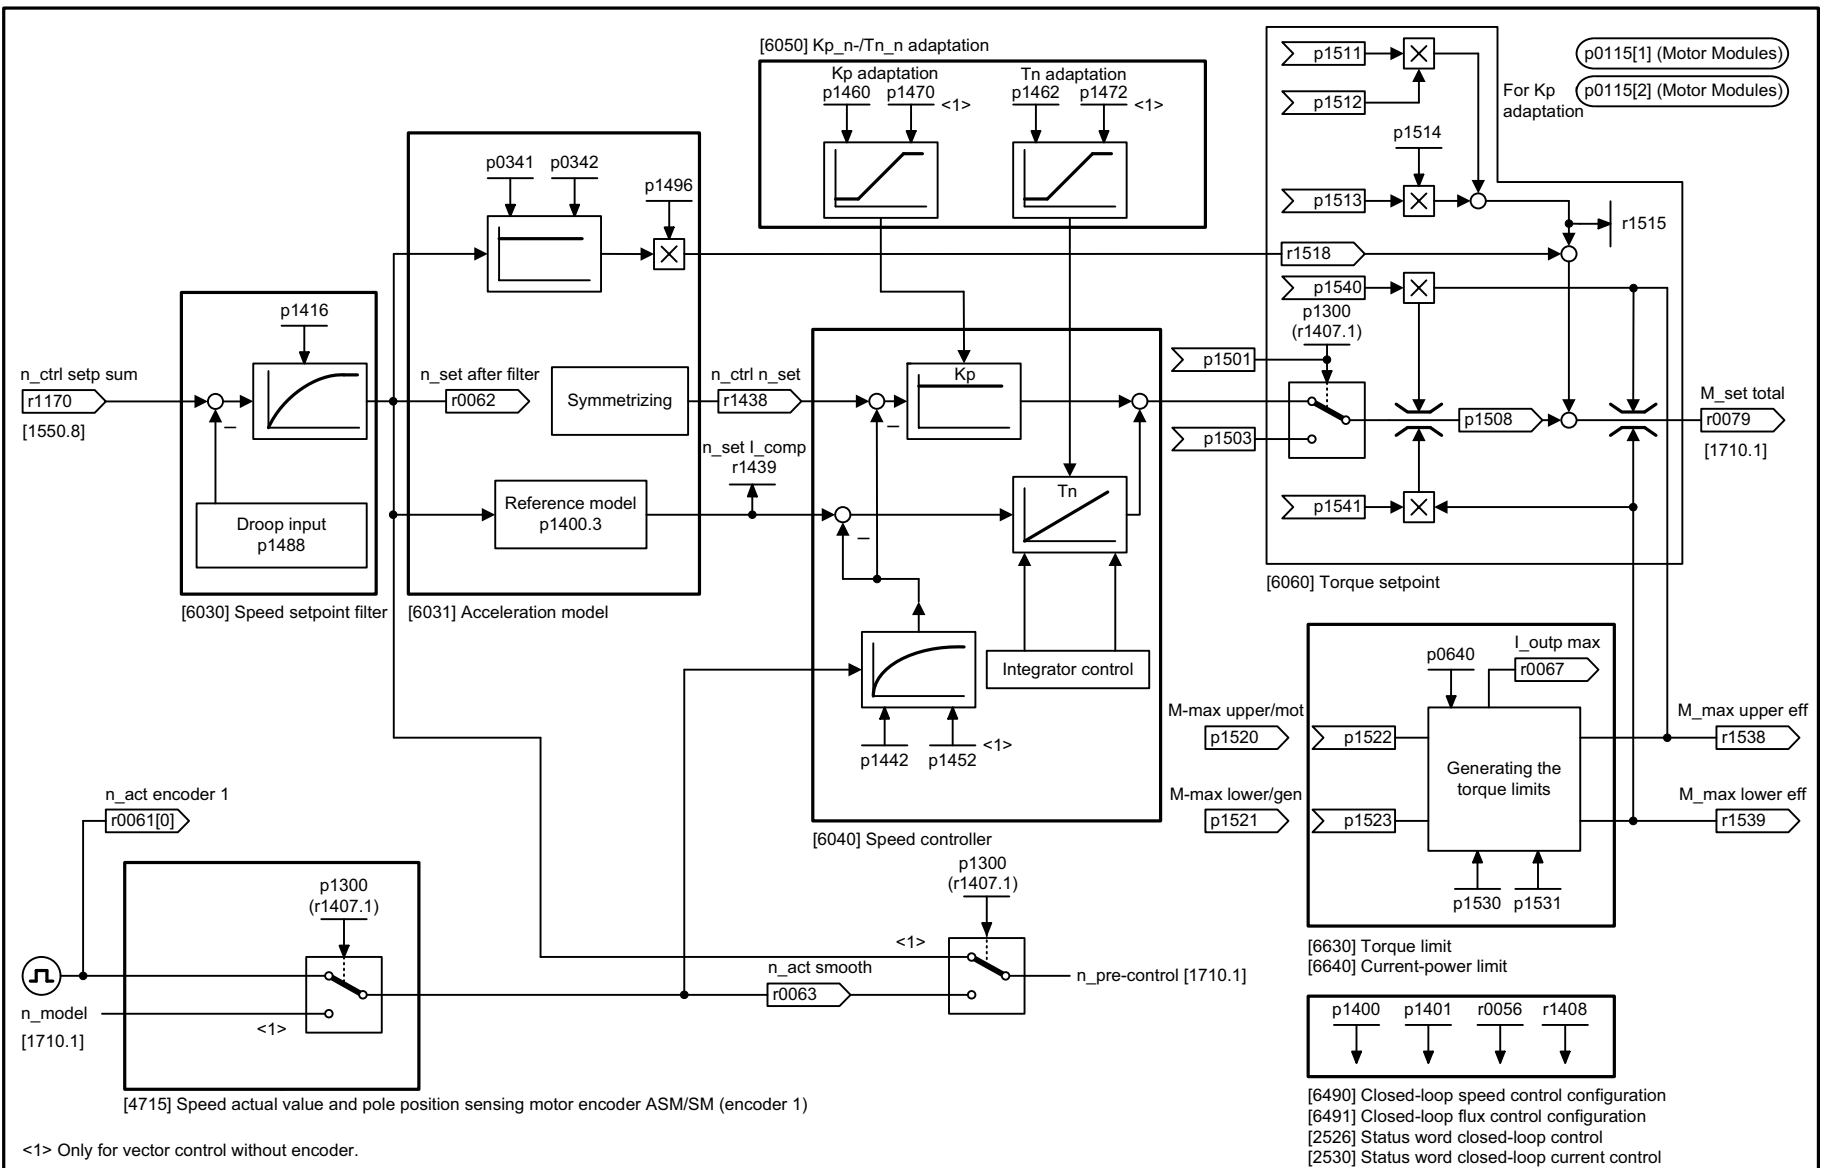 [6050] Kp_n-/Tn_n adaptation
Kp adaptation
p1460 p1470 <1>
Tn adaptation
p1462 p1472 <1>
p1511
p1512
For Kp
adaptation
p0115[1] (Motor Modules)
p0115[2] (Motor Modules)
p1514
p1513
r1515
r1518
p1540
p1300
(r1407.1)
p1501
p1503
p1508
p1541
M_set total
r0079
[1710.1]
[6060] Torque setpoint
p0341 p0342
p1496
n_ctrl setp sum
r1170
[1550.8]
p1416
–
Droop input
p1488
[6030] Speed setpoint filter
n_set after filter
r0062
Symmetrizing
Reference model
p1400.3
[6031] Acceleration model
n_ctrl n_set
r1438
n_set I_comp
r1439
Kp
–
Tn
–
Integrator control
p1442 p1452 <1>
[6040] Speed controller
M-max upper/mot
p1520
M-max lower/gen
p1521
p0640
I_outp max
r0067
p1522
p1523
Generating the
torque limits
p1530 p1531
M_max upper eff
r1538
M_max lower eff
r1539
[6630] Torque limit
[6640] Current-power limit
n_act encoder 1
r0061[0]
p1300
(r1407.1)
n_model
[1710.1]
<1>
[4715] Speed actual value and pole position sensing motor encoder ASM/SM (encoder 1)
n_act smooth
r0063
p1300
(r1407.1)
<1>
n_pre-control [1710.1]
p1400 p1401 r0056 r1408
[6490] Closed-loop speed control configuration
[6491] Closed-loop flux control configuration
[2526] Status word closed-loop control
[2530] Status word closed-loop current control
<1> Only for vector control without encoder.